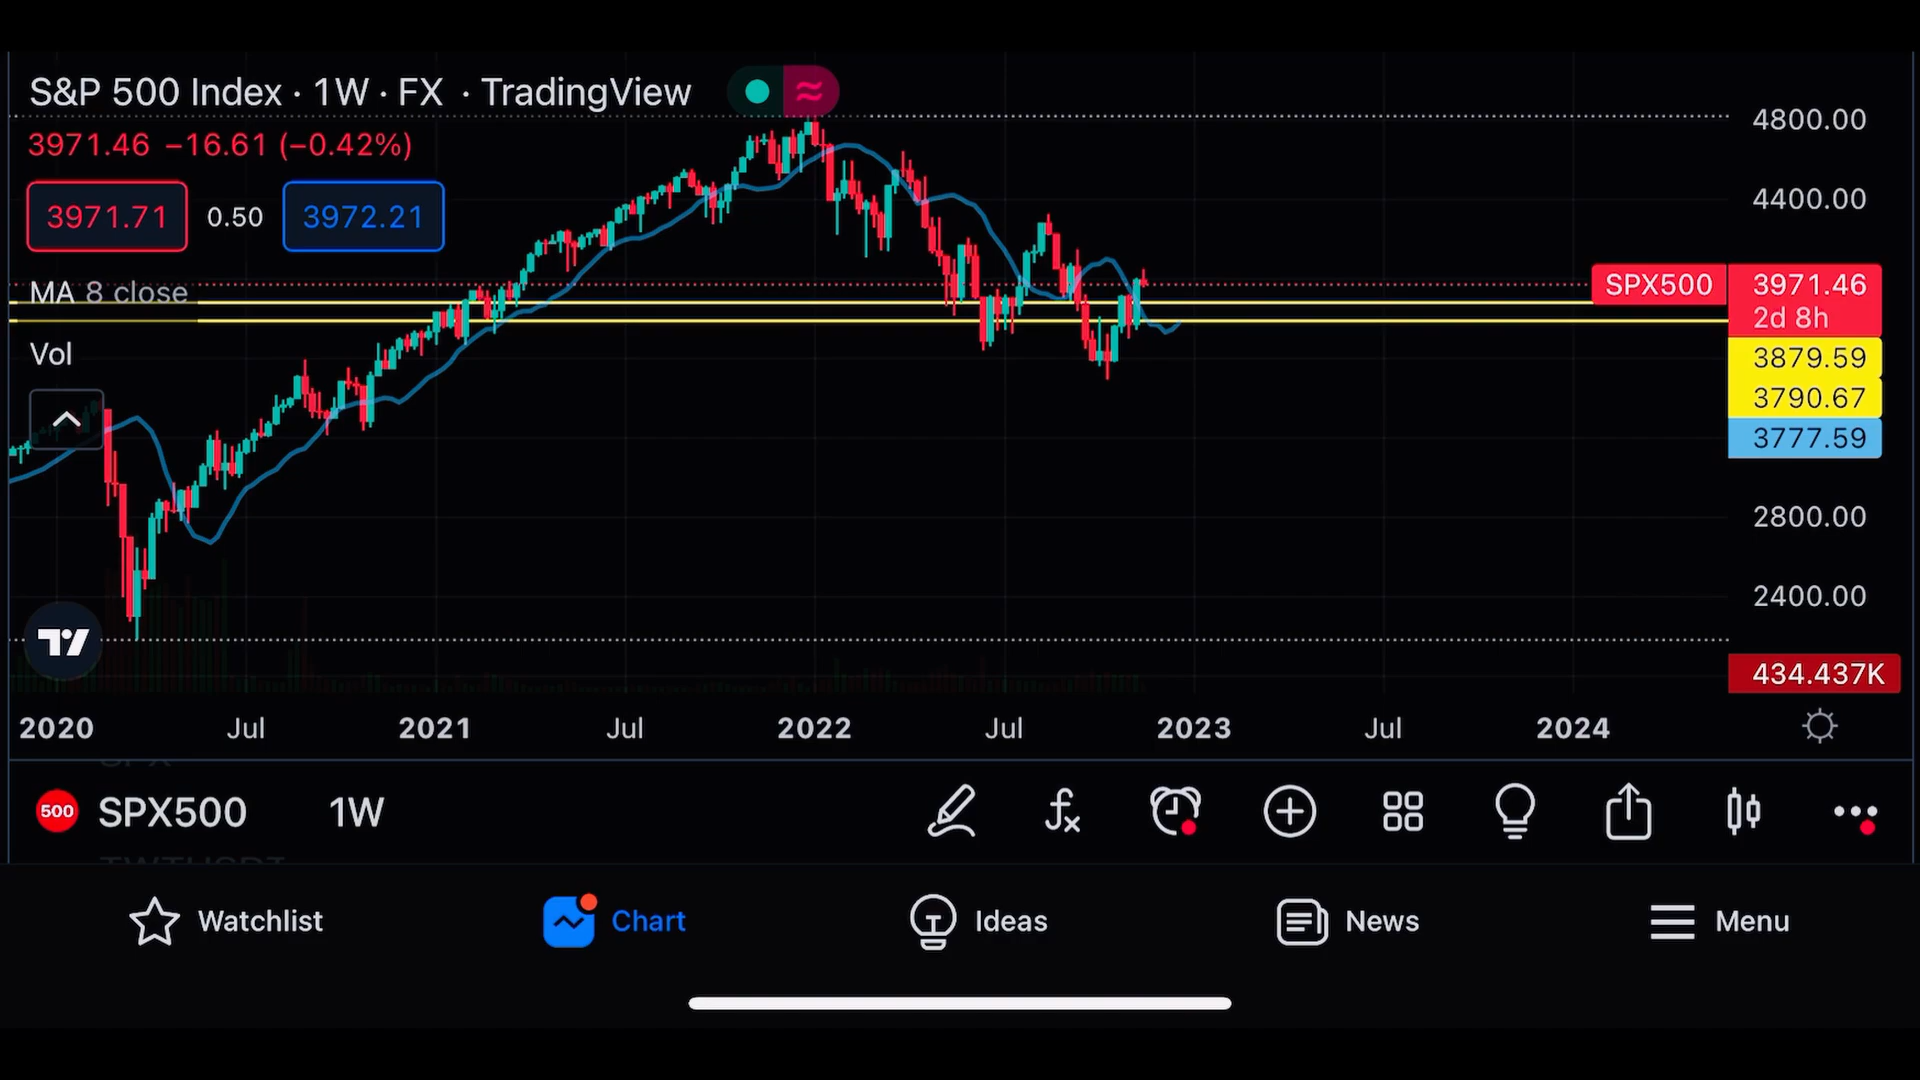 S&P 500 Index · 1W · FX · TradingView
3971.46 −16.61 (−0.42%)
3971.71 0.50 3972.21
MA 8 close
Vol
4800.00
4400.00
SPX500 3971.46
2d 8h
3879.59
3790.67
3777.59
2800.00
2400.00
434.437K
2020 Jul 2021 Jul 2022 Jul 2023 Jul 2024
500 SPX500 1W
Watchlist Chart Ideas News Menu